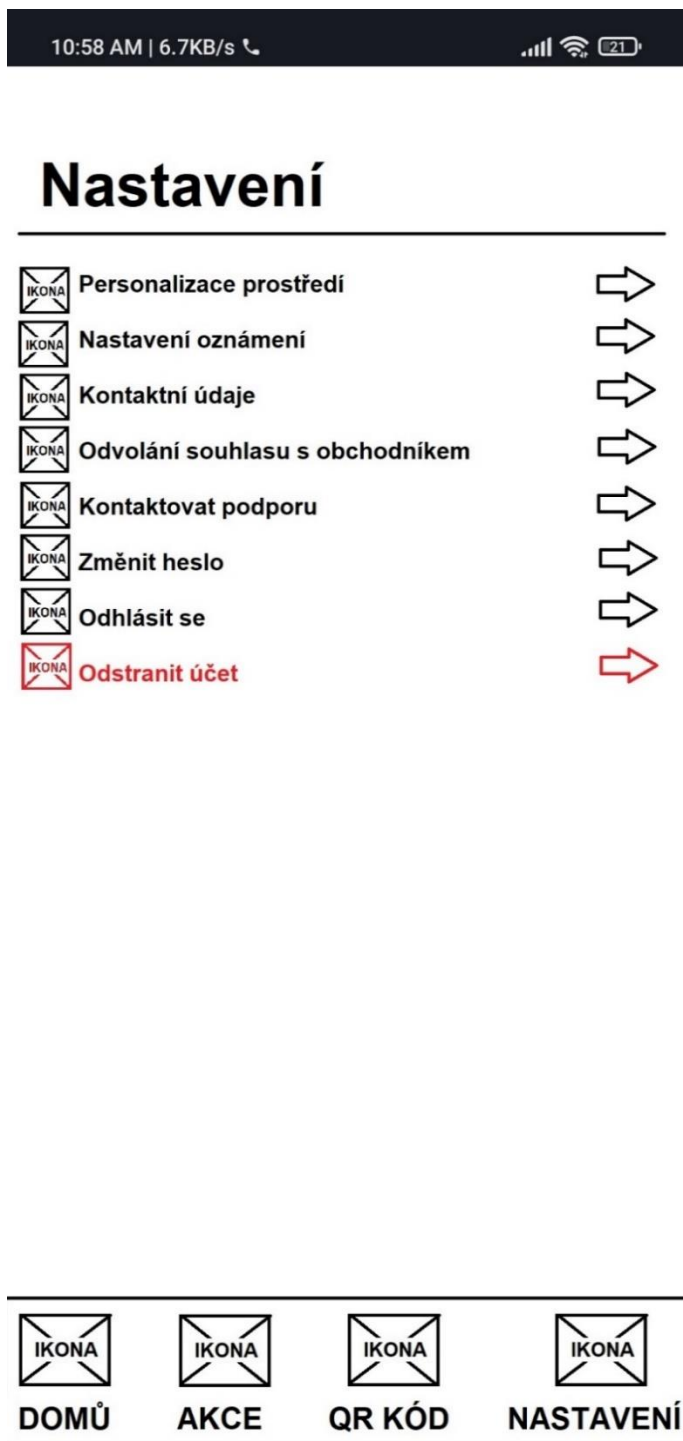 10:58 AM | 6.7KB/s 21
Nastavení
IKONA Personalizace prostředí
IKONA Nastavení oznámení
IKONA Kontaktní údaje
IKONA Odvolání souhlasu s obchodníkem
IKONA Kontaktovat podporu
IKONA Změnit heslo
IKONA Odhlásit se
IKONA Odstranit účet
IKONA IKONA IKONA IKONA
DOMŮ AKCE QR KÓD NASTAVENÍ